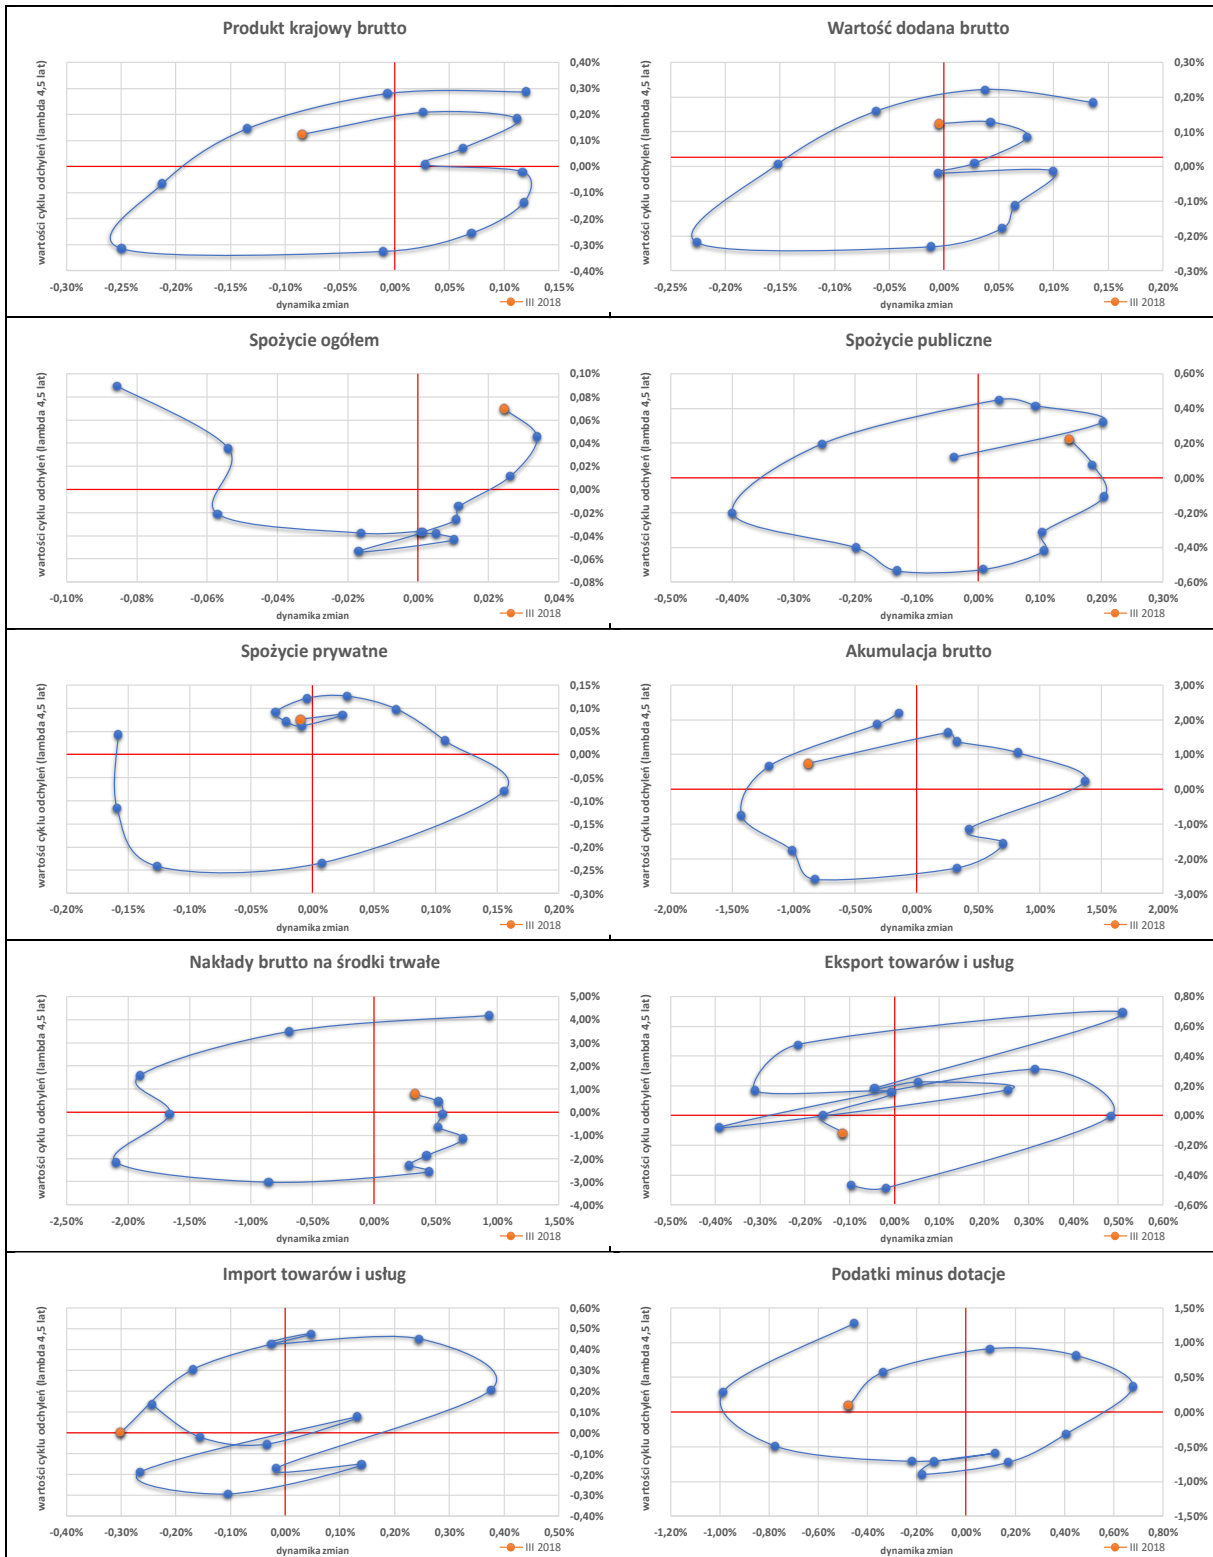 Produkt krajowy brutto
wartości cyklu odchyleń (lambda 4,5 lat)
0,40%
0,30%
0,20%
0,10%
0,00%
-0,10%
-0,20%
-0,30%
-0,40%
-0,30% -0,25% -0,20% -0,15% -0,10% -0,05% 0,00% 0,05% 0,10% 0,15%
dynamika zmian
III 2018
Wartość dodana brutto
wartości cyklu odchyleń (lambda 4,5 lat)
0,30%
0,20%
0,10%
0,00%
-0,10%
-0,20%
-0,30%
-0,25% -0,20% -0,15% -0,10% -0,05% 0,00% 0,05% 0,10% 0,15% 0,20%
dynamika zmian
III 2018
Spożycie ogółem
wartości cyklu odchyleń (lambda 4,5 lat)
0,10%
0,08%
0,06%
0,04%
0,02%
0,00%
-0,02%
-0,04%
-0,06%
-0,08%
-0,10% -0,08% -0,06% -0,04% -0,02% 0,00% 0,02% 0,04%
dynamika zmian
III 2018
Spożycie publiczne
wartości cyklu odchyleń (lambda 4,5 lat)
0,60%
0,40%
0,20%
0,00%
-0,20%
-0,40%
-0,60%
-0,50% -0,40% -0,30% -0,20% -0,10% 0,00% 0,10% 0,20% 0,30%
dynamika zmian
III 2018
Spożycie prywatne
wartości cyklu odchyleń (lambda 4,5 lat)
0,15%
0,10%
0,05%
0,00%
-0,05%
-0,10%
-0,15%
-0,20%
-0,25%
-0,30%
-0,20% -0,15% -0,10% -0,05% 0,00% 0,05% 0,10% 0,15% 0,20%
dynamika zmian
III 2018
Akumulacja brutto
wartości cyklu odchyleń (lambda 4,5 lat)
3,00%
2,00%
1,00%
0,00%
-1,00%
-2,00%
-3,00%
-2,00% -1,50% -1,00% -0,50% 0,00% 0,50% 1,00% 1,50% 2,00%
dynamika zmian
III 2018
Nakłady brutto na środki trwałe
wartości cyklu odchyleń (lambda 4,5 lat)
5,00%
4,00%
3,00%
2,00%
1,00%
0,00%
-1,00%
-2,00%
-3,00%
-4,00%
-2,50% -2,00% -1,50% -1,00% -0,50% 0,00% 0,50% 1,00% 1,50%
dynamika zmian
III 2018
Eksport towarów i usług
wartości cyklu odchyleń (lambda 4,5 lat)
0,80%
0,60%
0,40%
0,20%
0,00%
-0,20%
-0,40%
-0,60%
-0,50% -0,40% -0,30% -0,20% -0,10% 0,00% 0,10% 0,20% 0,30% 0,40% 0,50% 0,60%
dynamika zmian
III 2018
Import towarów i usług
wartości cyklu odchyleń (lambda 4,5 lat)
0,60%
0,50%
0,40%
0,30%
0,20%
0,10%
0,00%
-0,10%
-0,20%
-0,30%
-0,40%
-0,40% -0,30% -0,20% -0,10% 0,00% 0,10% 0,20% 0,30% 0,40% 0,50%
dynamika zmian
III 2018
Podatki minus dotacje
wartości cyklu odchyleń (lambda 4,5 lat)
1,50%
1,00%
0,50%
0,00%
-0,50%
-1,00%
-1,50%
-1,20% -1,00% -0,80% -0,60% -0,40% -0,20% 0,00% 0,20% 0,40% 0,60% 0,80%
dynamika zmian
III 2018